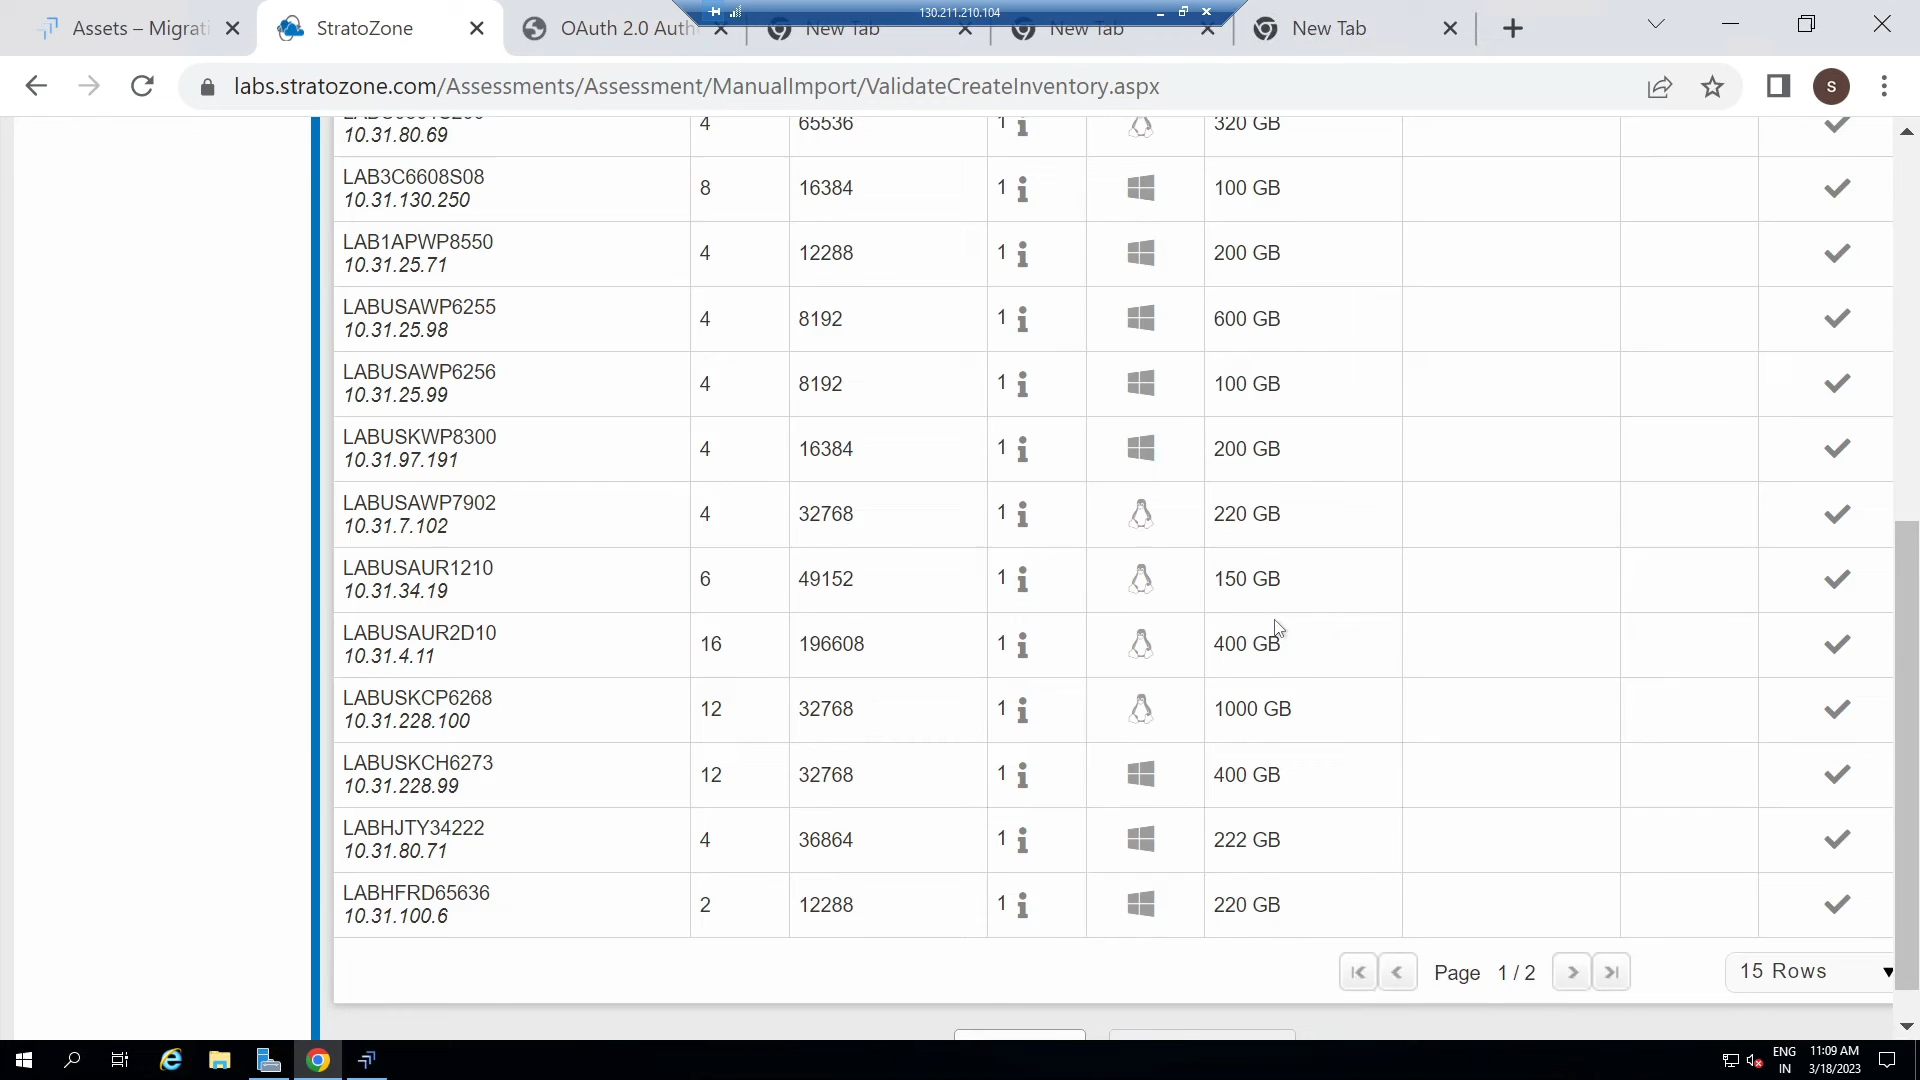 Assets – Migrati
StratoZone
OAuth 2.0 Auth
New Tab
New Tab
New Tab
130.211.210.104
labs.stratozone.com/Assessments/Assessment/ManualImport/ValidateCreateInventory.aspx
S
10.31.80.69
4
65536
1
320 GB
LAB3C6608S08
10.31.130.250
8
16384
1
100 GB
LAB1APWP8550
10.31.25.71
4
12288
1
200 GB
LABUSAWP6255
10.31.25.98
4
8192
1
600 GB
LABUSAWP6256
10.31.25.99
4
8192
1
100 GB
LABUSKWP8300
10.31.97.191
4
16384
1
200 GB
LABUSAWP7902
10.31.7.102
4
32768
1
220 GB
LABUSAUR1210
10.31.34.19
6
49152
1
150 GB
LABUSAUR2D10
10.31.4.11
16
196608
1
400 GB
LABUSKCP6268
10.31.228.100
12
32768
1
1000 GB
LABUSKCH6273
10.31.228.99
12
32768
1
400 GB
LABHJTY34222
10.31.80.71
4
36864
1
222 GB
LABHFRD65636
10.31.100.6
2
12288
1
220 GB
Page 1 / 2
15 Rows
ENG
IN
11:09 AM
3/18/2023